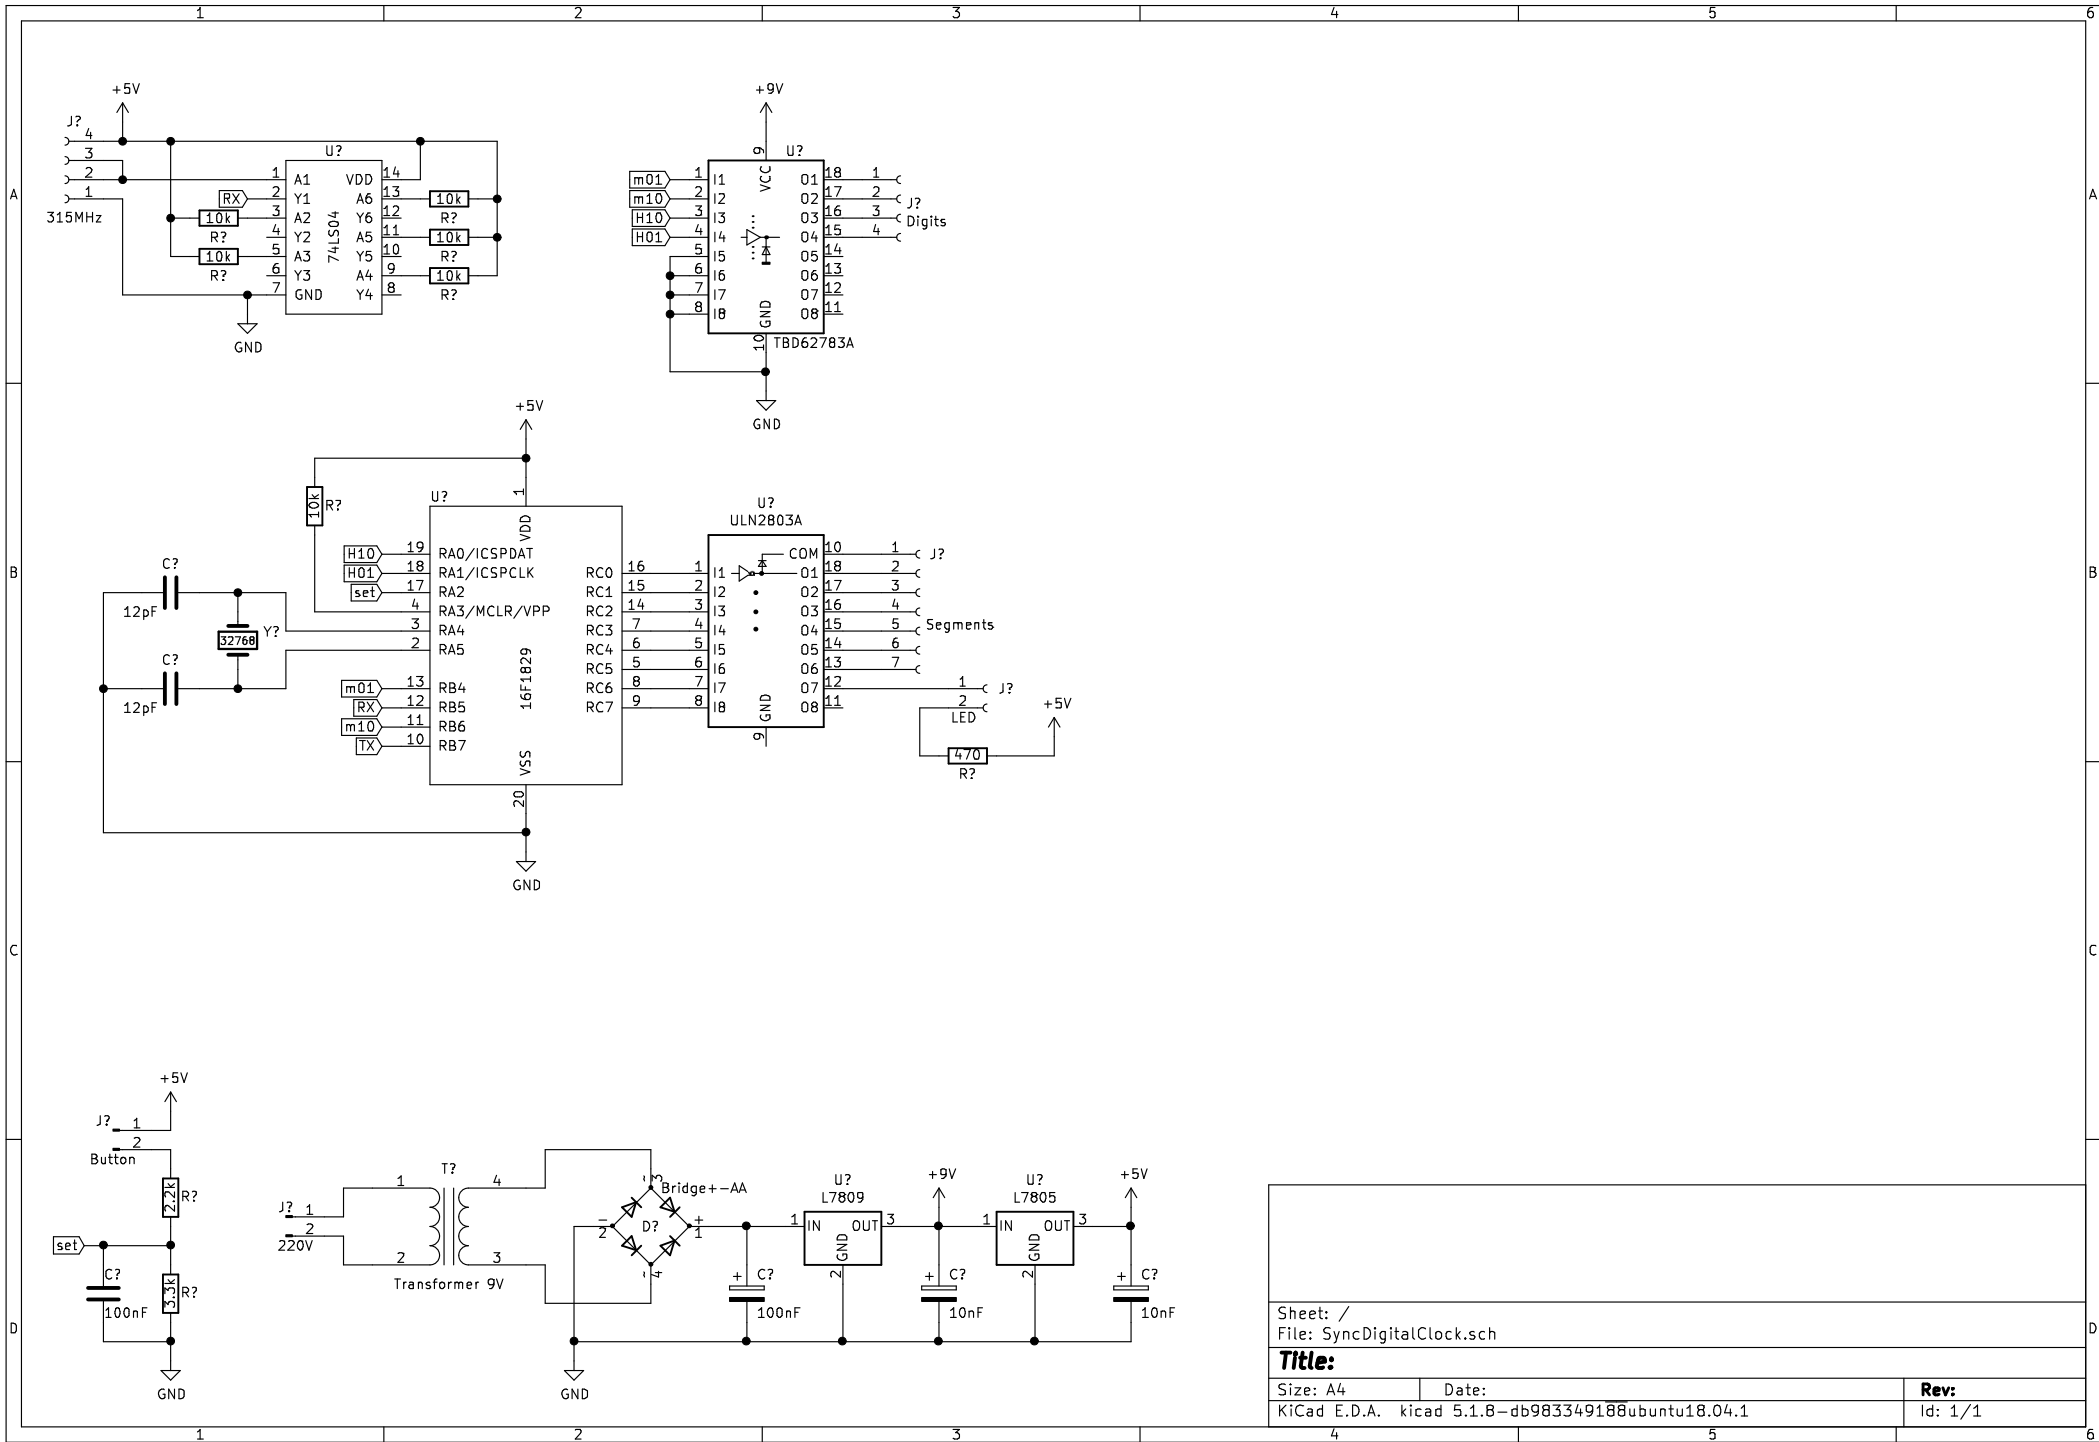 1 2 3 4 5 6
A A
B B
C C
D D
1 2 3 4 5 6
+5V
J?
4
3
2
1
315MHz
U?
74LS04
1 A1 VDD 14
RX 2 Y1 A6 13 10k
R?
10k 3 A2 Y6 12
R?
4 Y2 A5 11 10k
R?
10k 5 A3 Y5 10
R?
6 Y3 A4 9 10k
R?
7 GND Y4 8
GND
+9V
9 U?
VCC
m01 1 I1 O1 18 1
m10 2 I2 O2 17 2
H10 3 I3 O3 16 3
H01 4 I4 O4 15 4
J?
Digits
5 I5 O5 14
6 I6 O6 13
7 I7 O7 12
8 I8 O8 11
GND
10 TBD62783A
GND
+5V
10k R?
U? 1
VDD
H10 19 RA0/ICSPDAT
H01 18 RA1/ICSPCLK
set 17 RA2
4 RA3/MCLR/VPP
3 RA4
2 RA5
16F1829
m01 13 RB4
RX 12 RB5
m10 11 RB6
TX 10 RB7
VSS
20
GND
RC0 16
RC1 15
RC2 14
RC3 7
RC4 6
RC5 5
RC6 8
RC7 9
C?
12pF
32768 Y?
C?
12pF
U?
ULN2803A
COM 10 1 J?
1 I1 O1 18 2
2 I2 O2 17 3
3 I3 O3 16 4
4 I4 O4 15 5
Segments
5 I5 O5 14 6
6 I6 O6 13 7
7 I7 O7 12 1 J?
8 I8 O8 11 2
LED
GND
9
+5V
470
R?
+5V
J? 1
2
Button
2.2k R?
set
C?
100nF
3.3k R?
GND
J? 1
2
220V
T?
1 4
2 3
Transformer 9V
~ 3
Bridge+-AA
- 2
D?
+ 1
~ 4
GND
+ C?
100nF
U?
L7809
1 IN OUT 3
GND
2
+9V
+ C?
10nF
U?
L7805
1 IN OUT 3
GND
2
+5V
+ C?
10nF
Sheet: /
File: SyncDigitalClock.sch
Title:
Size: A4 Date: Rev:
KiCad E.D.A. kicad 5.1.8-db983349188ubuntu18.04.1 Id: 1/1